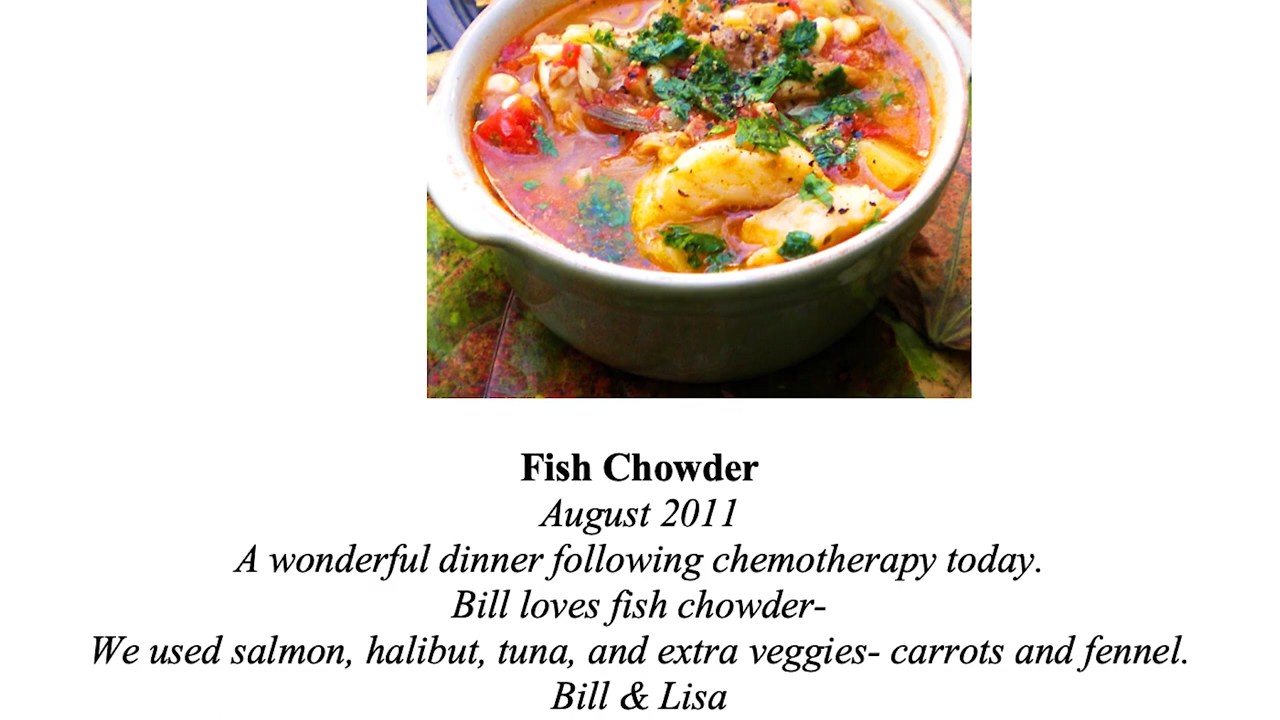 Fish Chowder
August 2011
A wonderful dinner following chemotherapy today.
Bill loves fish chowder-
We used salmon, halibut, tuna, and extra veggies- carrots and fennel.
Bill & Lisa